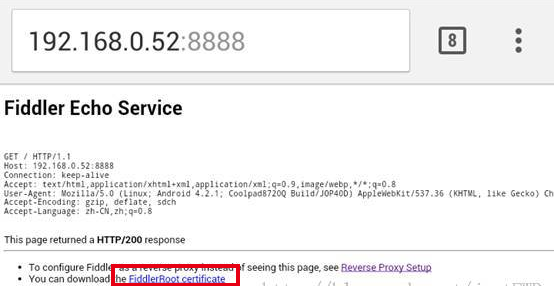 192.168.0.52:8888
8
Fiddler Echo Service
GET / HTTP/1.1
Host: 192.168.0.52:8888
Connection: keep-alive
Accept: text/html,application/xhtml+xml,application/xml;q=0.9,image/webp,*/*;q=0.8
User-Agent: Mozilla/5.0 (Linux; Android 4.2.1; Coolpad8720Q Build/JOP40D) AppleWebKit/537.36 (KHTML, like Gecko) Ch
Accept-Encoding: gzip, deflate, sdch
Accept-Language: zh-CN,zh;q=0.8
This page returned a HTTP/200 response
• To configure Fiddler as a reverse proxy instead of seeing this page, see Reverse Proxy Setup
• You can download the FiddlerRoot certificate